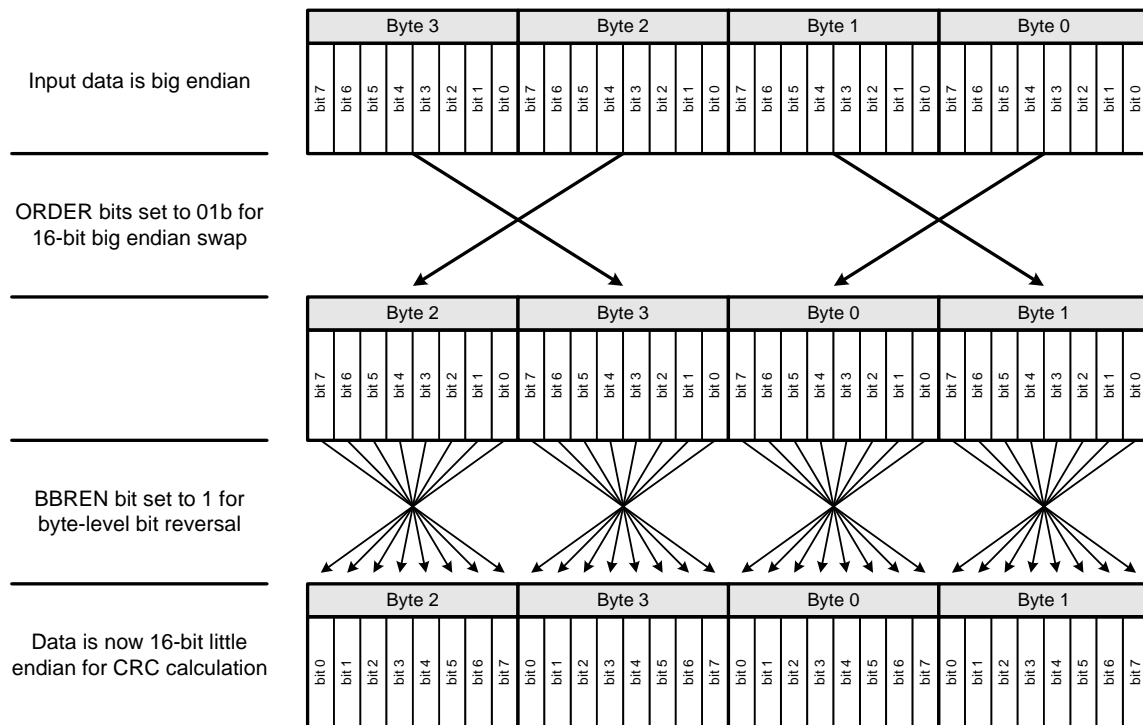 Byte 3 Byte 2 Byte 1 Byte 0
Input data is big endian
bit 7 bit 6 bit 5 bit 4 bit 3 bit 2 bit 1 bit 0 bit 7 bit 6 bit 5 bit 4 bit 3 bit 2 bit 1 bit 0 bit 7 bit 6 bit 5 bit 4 bit 3 bit 2 bit 1 bit 0 bit 7 bit 6 bit 5 bit 4 bit 3 bit 2 bit 1 bit 0
ORDER bits set to 01b for
16-bit big endian swap
Byte 2 Byte 3 Byte 0 Byte 1
bit 7 bit 6 bit 5 bit 4 bit 3 bit 2 bit 1 bit 0 bit 7 bit 6 bit 5 bit 4 bit 3 bit 2 bit 1 bit 0 bit 7 bit 6 bit 5 bit 4 bit 3 bit 2 bit 1 bit 0 bit 7 bit 6 bit 5 bit 4 bit 3 bit 2 bit 1 bit 0
BBREN bit set to 1 for
byte-level bit reversal
Byte 2 Byte 3 Byte 0 Byte 1
Data is now 16-bit little
endian for CRC calculation
bit 0 bit 1 bit 2 bit 3 bit 4 bit 5 bit 6 bit 7 bit 0 bit 1 bit 2 bit 3 bit 4 bit 5 bit 6 bit 7 bit 0 bit 1 bit 2 bit 3 bit 4 bit 5 bit 6 bit 7 bit 0 bit 1 bit 2 bit 3 bit 4 bit 5 bit 6 bit 7